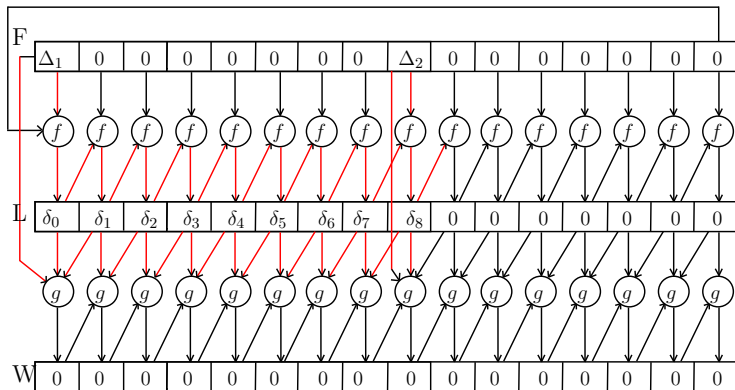 F
Δ₁ 0 0 0 0 0 0 0 Δ₂ 0 0 0 0 0 0 0
f f f f f f f f f f f f f f f f
L δ₀ δ₁ δ₂ δ₃ δ₄ δ₅ δ₆ δ₇ δ₈ 0 0 0 0 0 0 0
g g g g g g g g g g g g g g g g
W 0 0 0 0 0 0 0 0 0 0 0 0 0 0 0 0